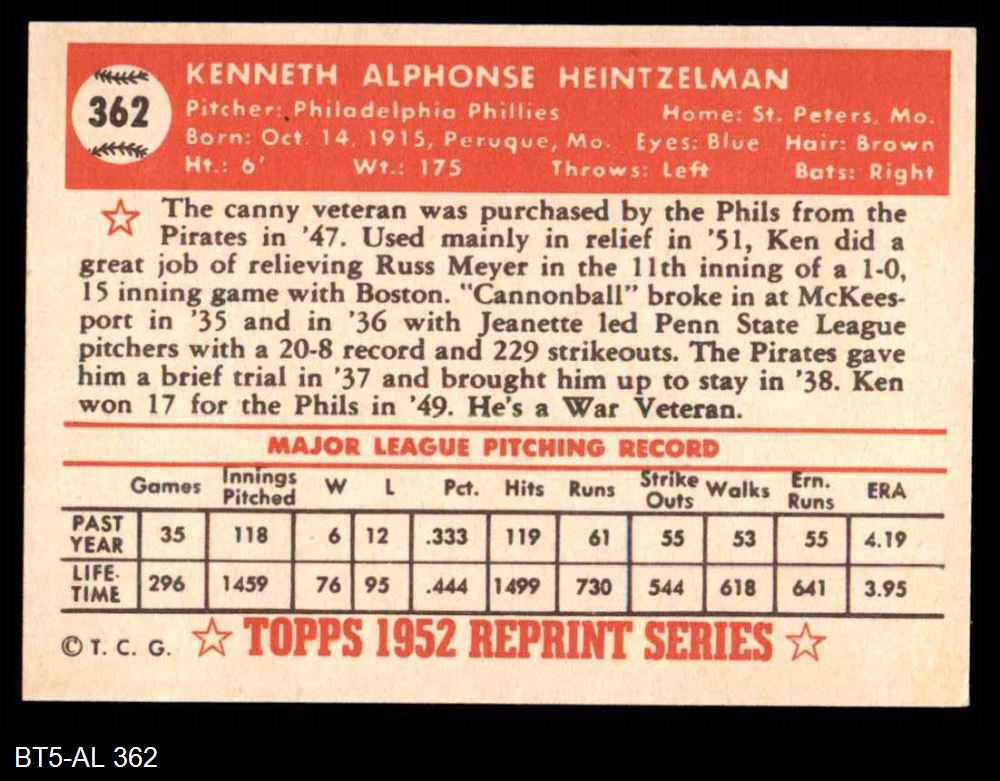 KENNETH ALPHONSE HEINTZELMAN
362
Pitcher: Philadelphia Phillies Home: St. Peters, Mo.
Born: Oct. 14, 1915, Peruque, Mo. Eyes: Blue Hair: Brown
Ht.: 6' Wt.: 175 Throws: Left Bats: Right
The canny veteran was purchased by the Phils from the
Pirates in '47. Used mainly in relief in '51, Ken did a
great job of relieving Russ Meyer in the 11th inning of a 1-0,
15 inning game with Boston. "Cannonball" broke in at McKees-
port in '35 and in '36 with Jeanette led Penn State League
pitchers with a 20-8 record and 229 strikeouts. The Pirates gave
him a brief trial in '37 and brought him up to stay in '38. Ken
won 17 for the Phils in '49. He's a War Veteran.
MAJOR LEAGUE PITCHING RECORD
Games Innings Pitched W L Pct. Hits Runs Strike Outs Walks Ern. Runs ERA
PAST YEAR 35 118 6 12 .333 119 61 55 53 55 4.19
LIFE-TIME 296 1459 76 95 .444 1499 730 544 618 641 3.95
© T. C. G. TOPPS 1952 REPRINT SERIES
BT5-AL 362